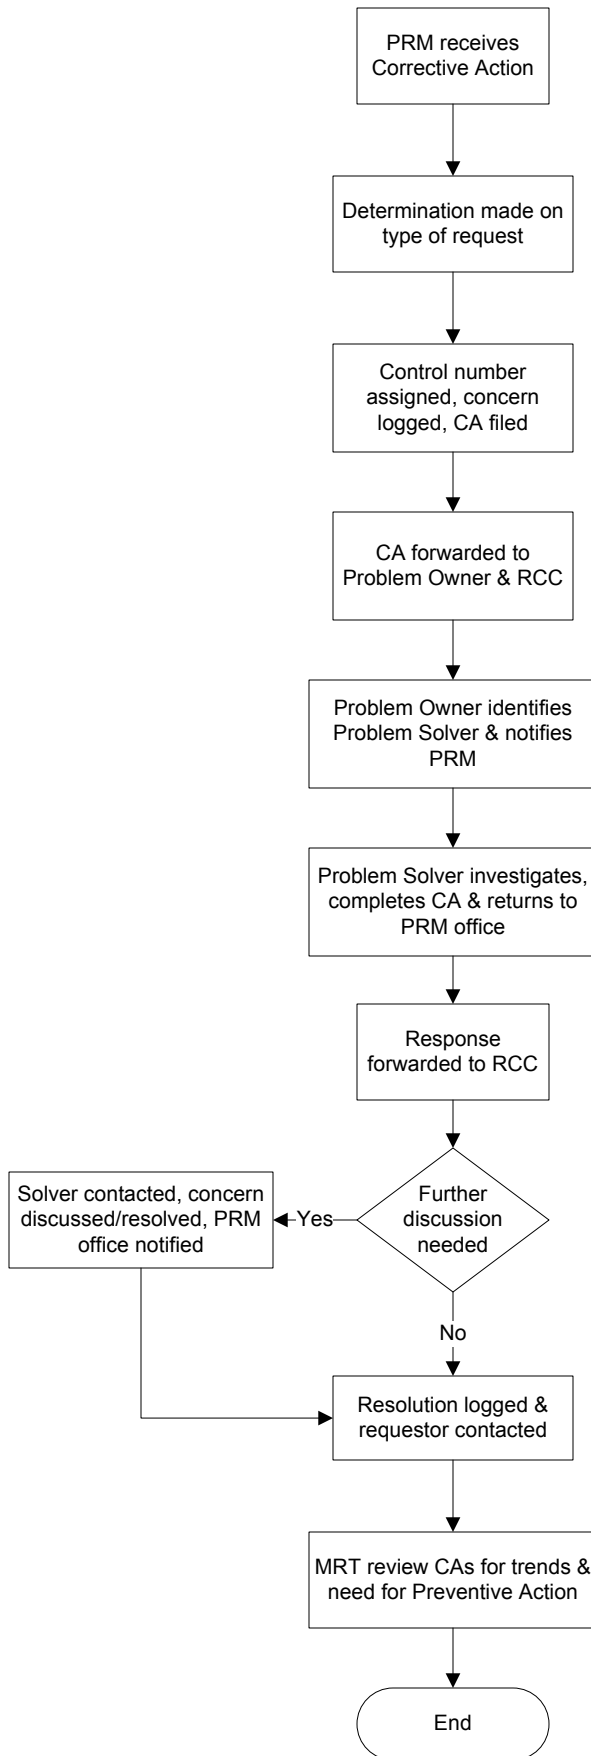 PRM receives
Corrective Action
Determination made on
type of request
Control number
assigned, concern
logged, CA filed
CA forwarded to
Problem Owner & RCC
Problem Owner identifies
Problem Solver & notifies
PRM
Problem Solver investigates,
completes CA & returns to
PRM office
Response
forwarded to RCC
Further
discussion
needed
Yes
Solver contacted, concern
discussed/resolved, PRM
office notified
No
Resolution logged &
requestor contacted
MRT review CAs for trends &
need for Preventive Action
End